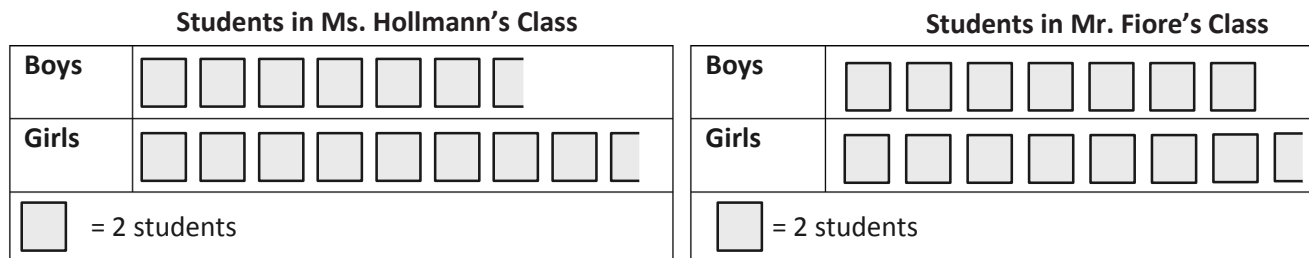 Students in Ms. Hollmann’s Class
Boys
Girls
= 2 students
Students in Mr. Fiore’s Class
Boys
Girls
= 2 students